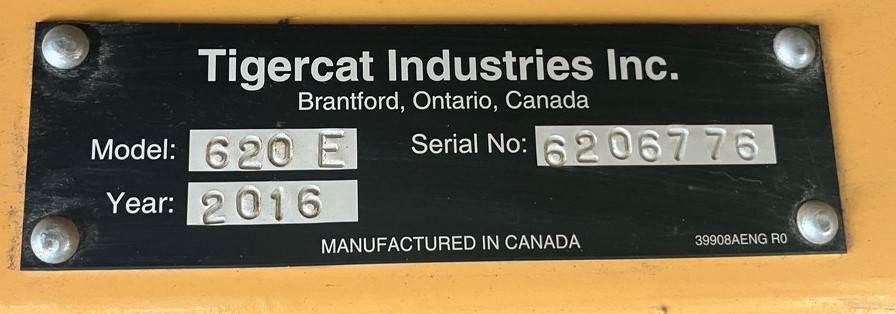 Tigercat Industries Inc.
Brantford, Ontario, Canada
Model: 620 E Serial No: 6206776
Year: 2016
MANUFACTURED IN CANADA 39908AENG R0